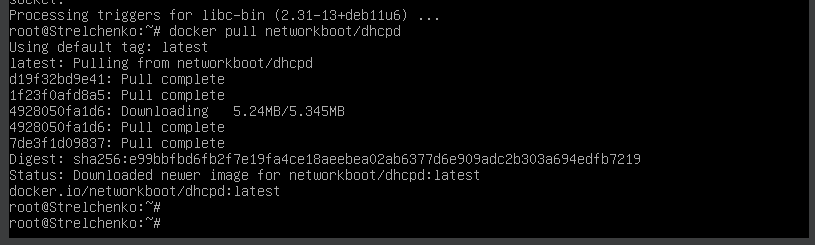 socket.
Processing triggers for libc-bin (2.31-13+deb11u6) ...
root@Strelchenko:~# docker pull networkboot/dhcpd
Using default tag: latest
latest: Pulling from networkboot/dhcpd
d19f32bd9e41: Pull complete
1f23f0afd8a5: Pull complete
4928050fa1d6: Downloading   5.24MB/5.345MB
4928050fa1d6: Pull complete
7de3f1d09837: Pull complete
Digest: sha256:e99bbfbd6fb2f7e19fa4ce18aeebea02ab6377d6e909adc2b303a694edfb7219
Status: Downloaded newer image for networkboot/dhcpd:latest
docker.io/networkboot/dhcpd:latest
root@Strelchenko:~#
root@Strelchenko:~#